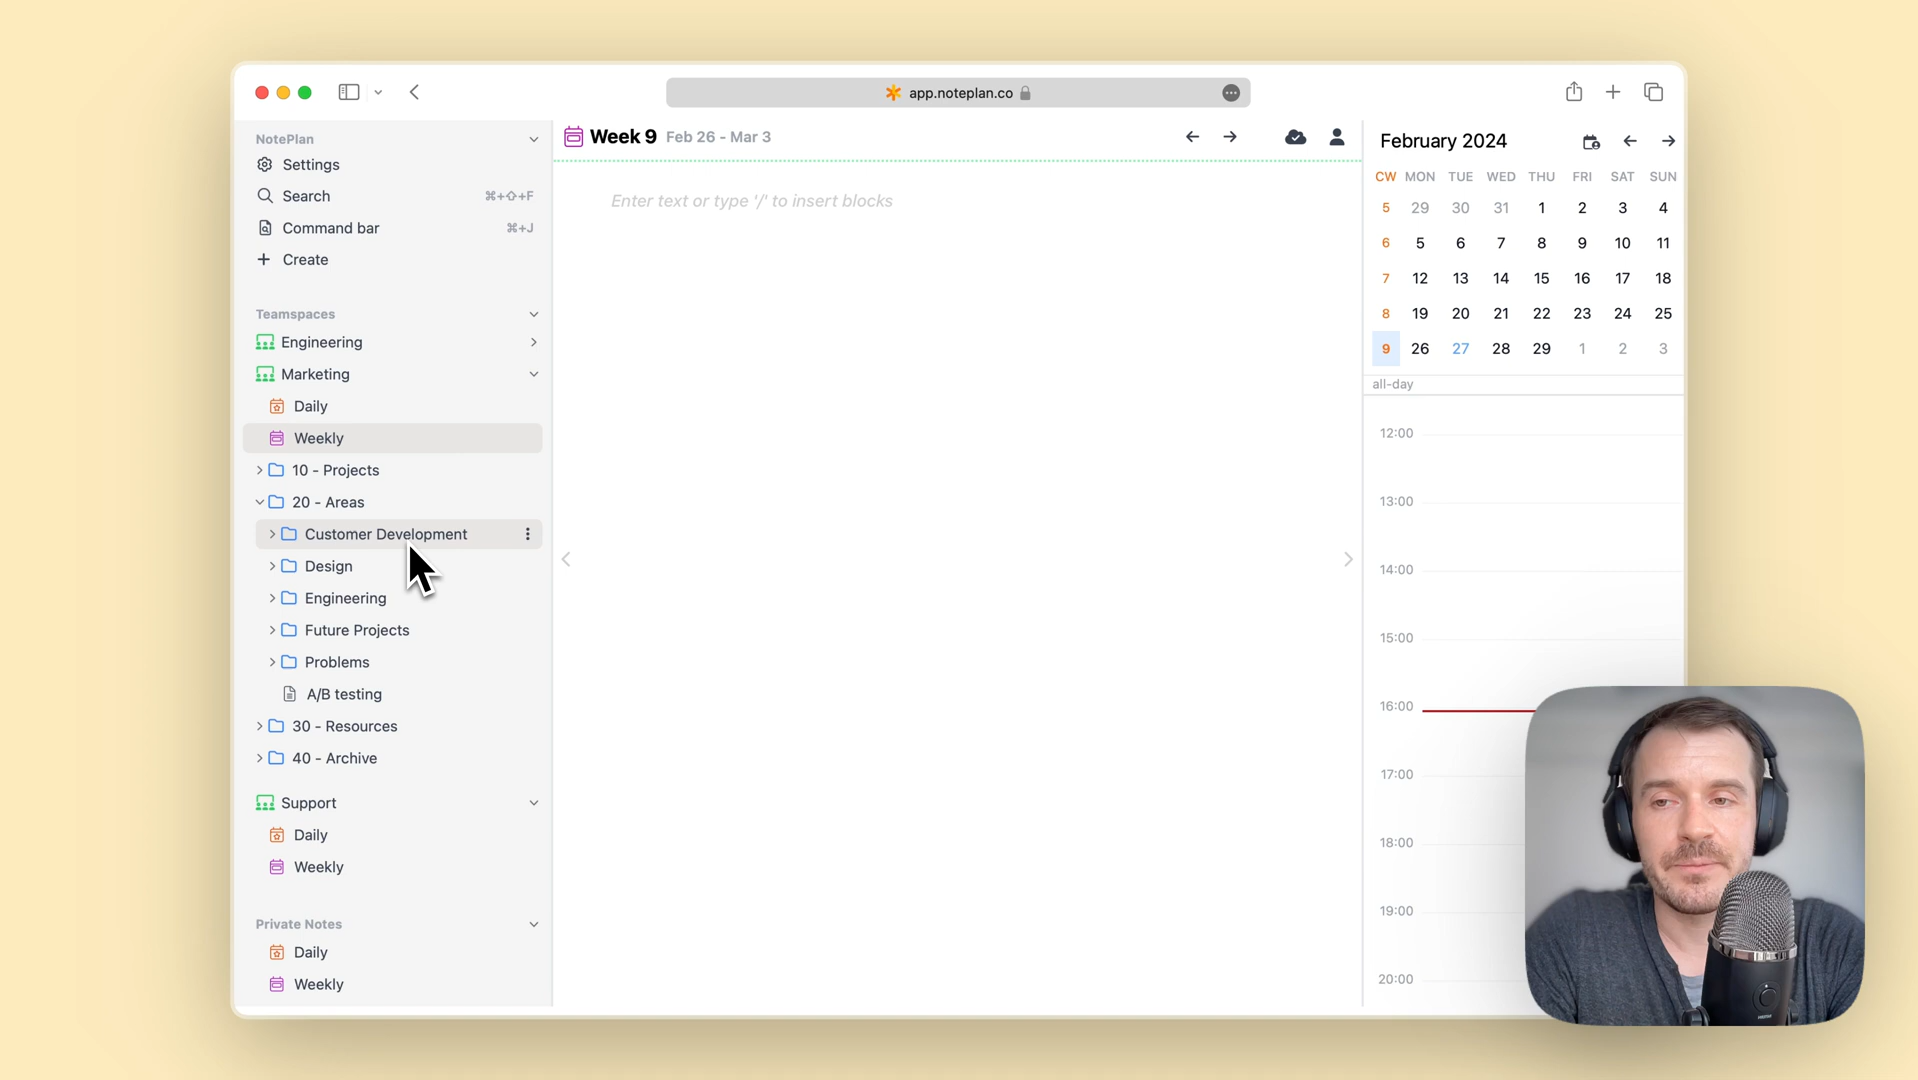 app.noteplan.co
NotePlan
Settings
Search ⌘+⇧+F
Command bar ⌘+J
Create
Teamspaces
Engineering
Marketing
Daily
Weekly
10 - Projects
20 - Areas
Customer Development
Design
Engineering
Future Projects
Problems
A/B testing
30 - Resources
40 - Archive
Support
Daily
Weekly
Private Notes
Daily
Weekly
Week 9 Feb 26 - Mar 3
Enter text or type '/' to insert blocks
February 2024
CW MON TUE WED THU FRI SAT SUN
5 29 30 31 1 2 3 4
6 5 6 7 8 9 10 11
7 12 13 14 15 16 17 18
8 19 20 21 22 23 24 25
9 26 27 28 29 1 2 3
all-day
12:00
13:00
14:00
15:00
16:00
17:00
18:00
19:00
20:00